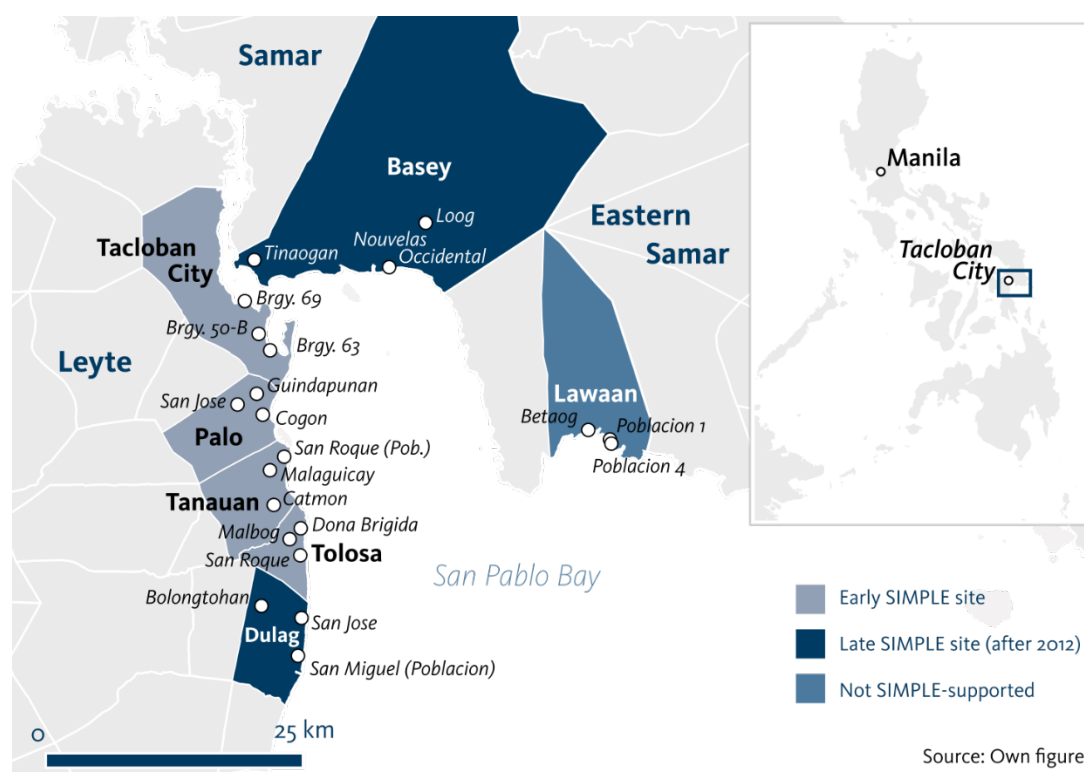 Samar
Manila
Basey
Loog
Eastern
Samar
Nouvelas
Occidental
Tacloban
City
Tinaogan
Tacloban
City
Brgy. 69
Brgy. 50-B
Brgy. 63
Leyte
Guindapunan
San Jose
Cogon
Palo
Lawaan
Betaog
Poblacion 1
Poblacion 4
San Roque (Pob.)
Malaguicay
Tanauan
Catmon
Dona Brigida
Malbog
Tolosa
San Roque
San Pablo Bay
Bolongtohan
San Jose
Dulag
San Miguel (Poblacion)
Early SIMPLE site
Late SIMPLE site (after 2012)
Not SIMPLE-supported
0
25 km
Source: Own figure